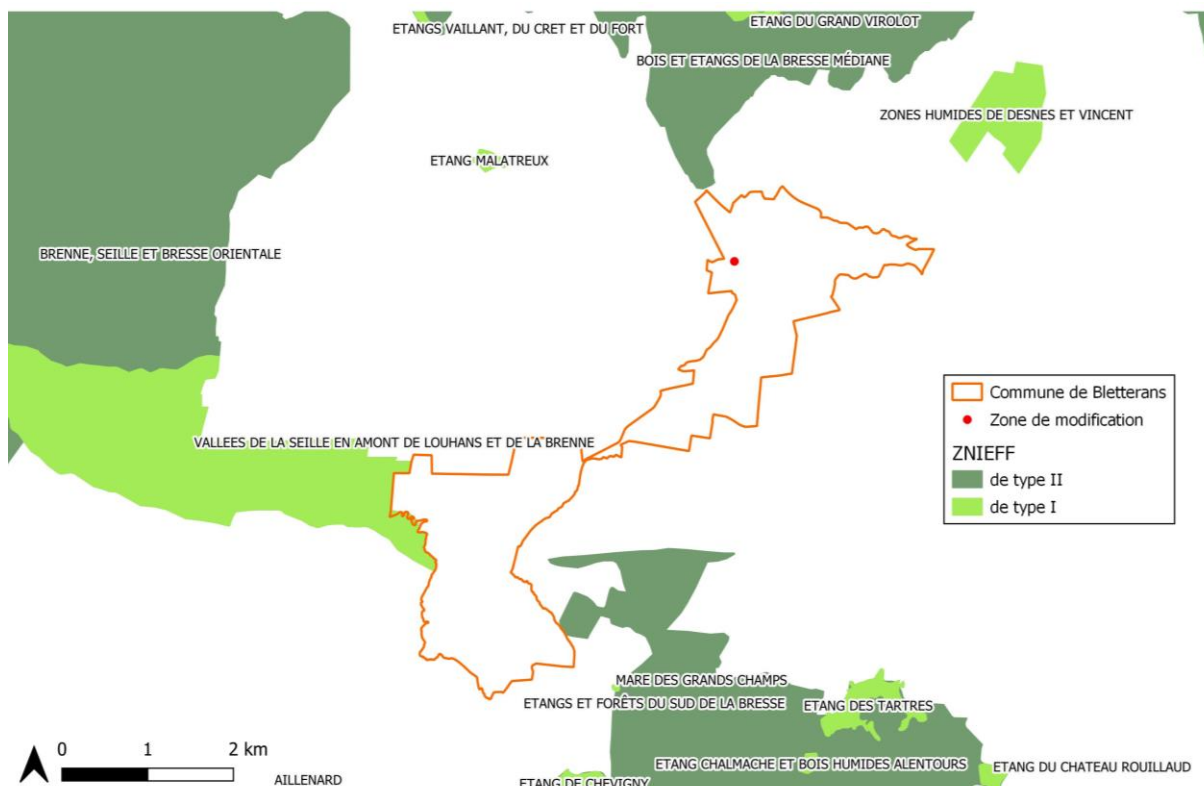 ETANG DU GRAND VIROLOT
ETANGS VAILLANT, DU CRET ET DU FORT
BOIS ET ETANGS DE LA BRESSE MÉDIANE
ZONES HUMIDES DE DESNES ET VINCENT
ETANG MALATREUX
BRENNE, SEILLE ET BRESSE ORIENTALE
Commune de Bletterans
Zone de modification
ZNIEFF
de type II
de type I
VALLEES DE LA SEILLE EN AMONT DE LOUHANS ET DE LA BRENNE
MARE DES GRANDS CHAMPS
ETANGS ET FORÊTS DU SUD DE LA BRESSE
ETANG DES TARTRES
ETANG CHALMACHE ET BOIS HUMIDES ALENTOURS
ETANG DU CHATEAU ROUILLAUD
0 1 2 km
AILLENARD
ETANG DE CHEVIGNY